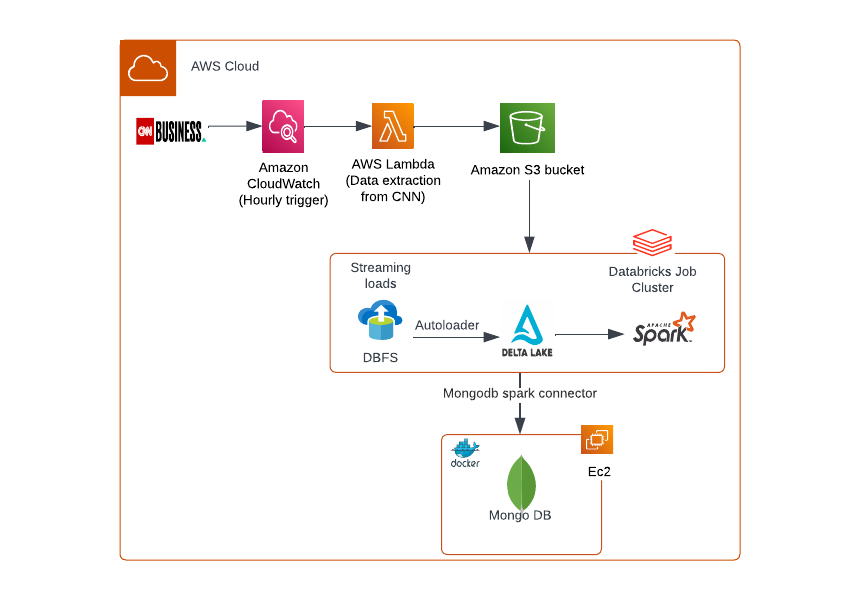 AWS Cloud
CNN BUSINESS
Amazon
CloudWatch
(Hourly trigger)
AWS Lambda
(Data extraction
from CNN)
Amazon S3 bucket
Streaming
loads
Databricks Job
Cluster
Autoloader
DBFS
DELTA LAKE
APACHE
Spark
Mongodb spark connector
docker
Ec2
Mongo DB